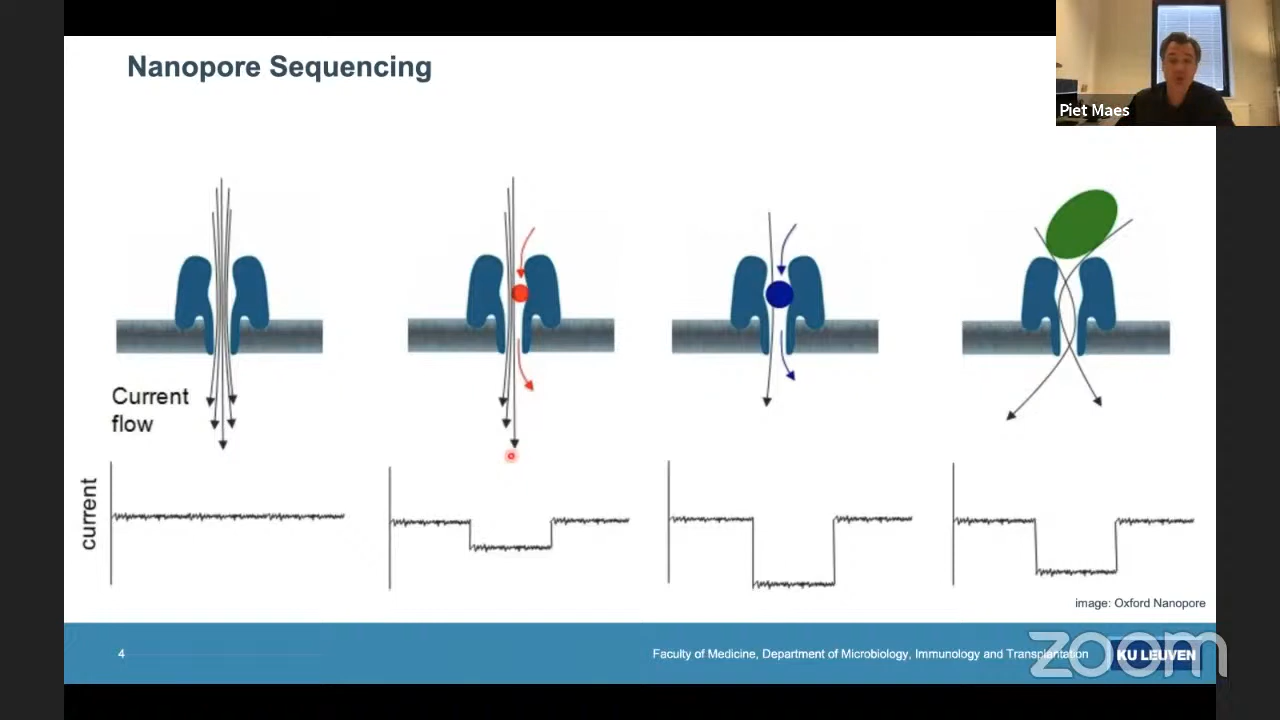 Nanopore Sequencing
Piet Maes
Current
flow
current
image: Oxford Nanopore
4
Faculty of Medicine, Department of Microbiology, Immunology and Transplantation
KU LEUVEN
zoom